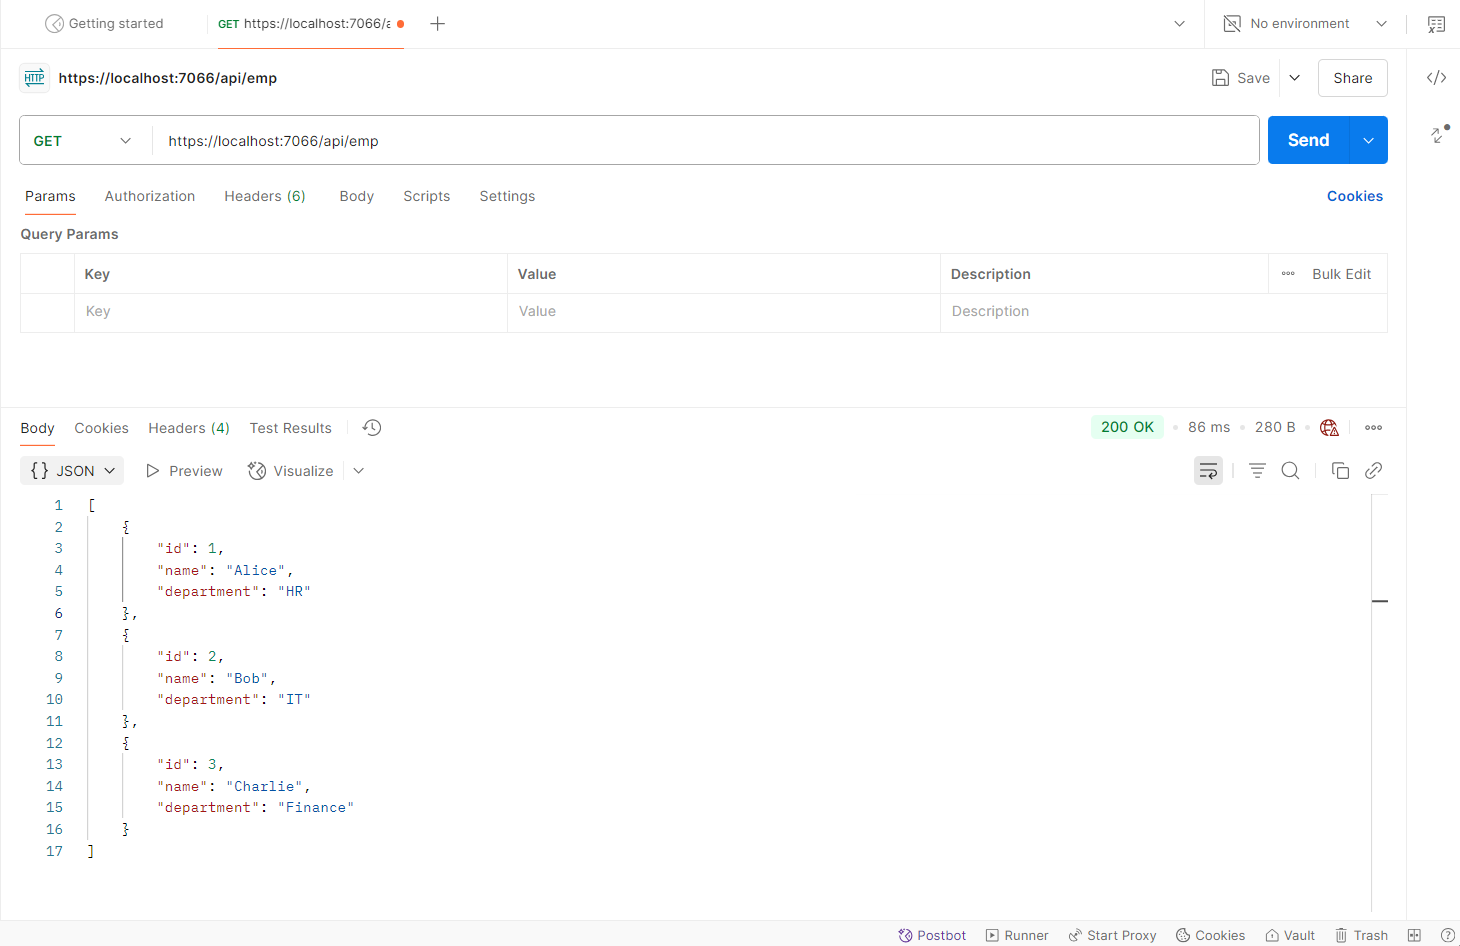 Getting started
GET https://localhost:7066/a
No environment
HTTP https://localhost:7066/api/emp
Save
Share
GET https://localhost:7066/api/emp
Send
Params Authorization Headers (6) Body Scripts Settings Cookies
Query Params
Key Value Description Bulk Edit
Key Value Description
Body Cookies Headers (4) Test Results 200 OK 86 ms 280 B
{} JSON Preview Visualize
1 [
2 {
3 "id": 1,
4 "name": "Alice",
5 "department": "HR"
6 },
7 {
8 "id": 2,
9 "name": "Bob",
10 "department": "IT"
11 },
12 {
13 "id": 3,
14 "name": "Charlie",
15 "department": "Finance"
16 }
17 ]
Postbot Runner Start Proxy Cookies Vault Trash